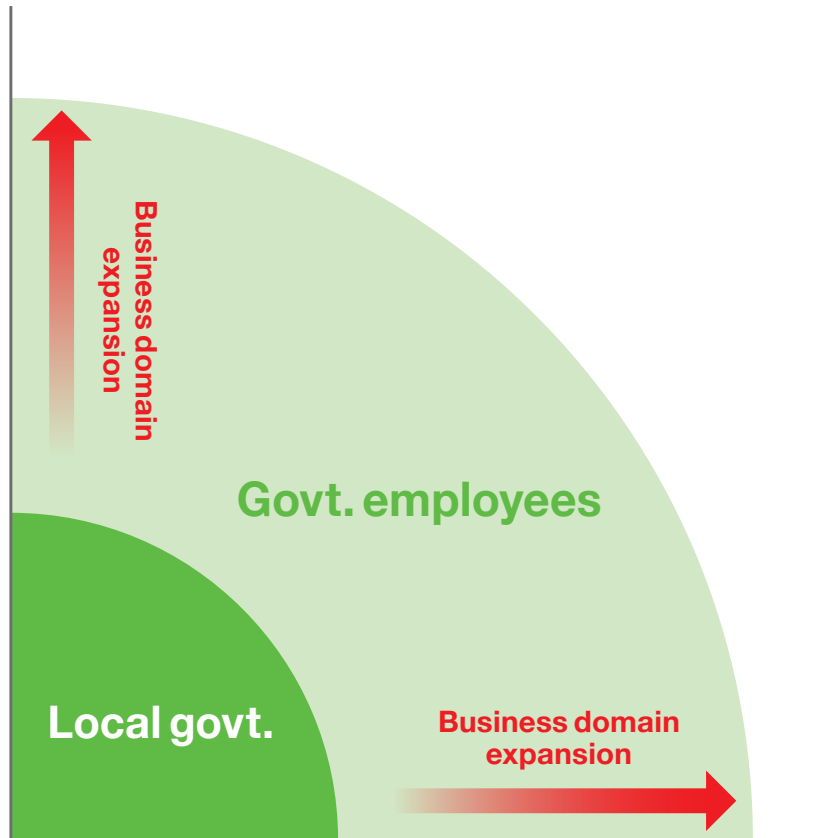 Business domain
expansion
Govt. employees
Local govt.
Business domain
expansion